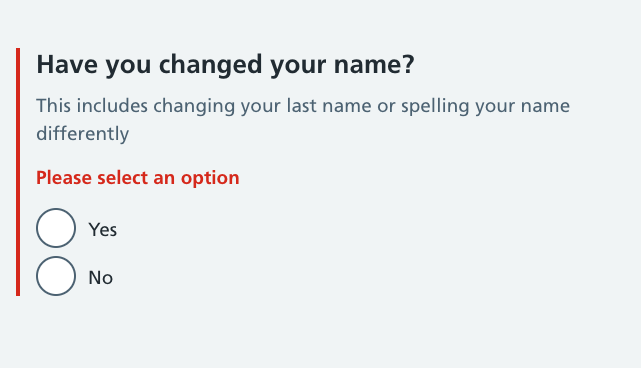 Have you changed your name?
This includes changing your last name or spelling your name
differently
Please select an option
Yes
No